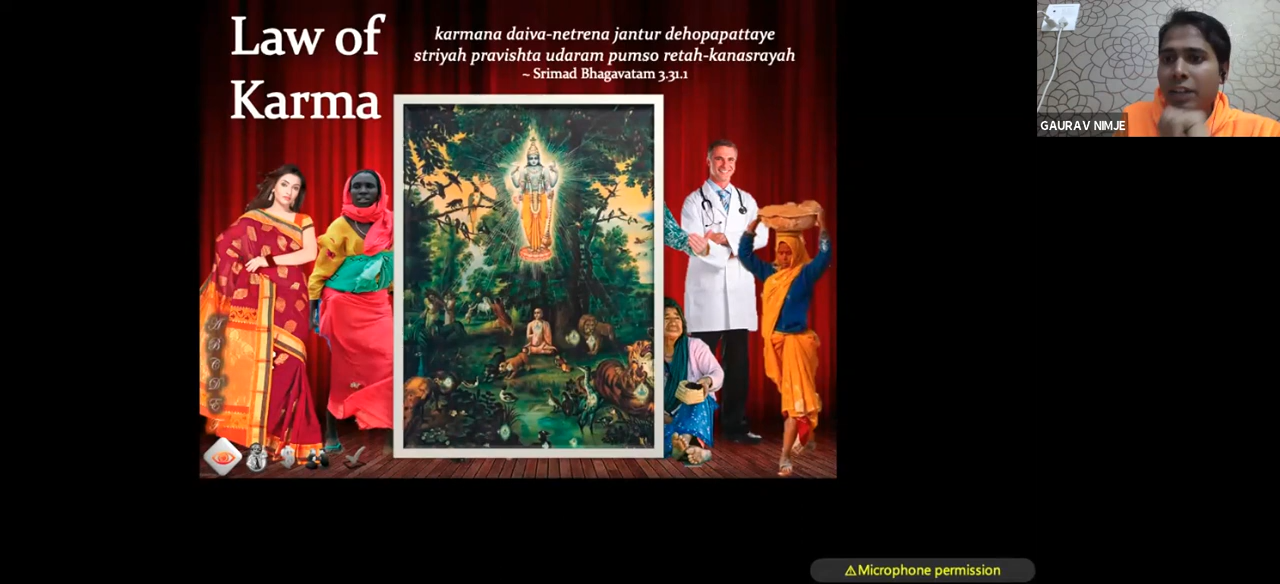 Law of
Karma
karmana daiva-netrena jantur dehopapattaye
striyah pravishta udaram pumso retah-kanasrayah
~ Srimad Bhagavatam 3.31.1
GAURAV NIMJE
A
B
C
D
E
⚠Microphone permission